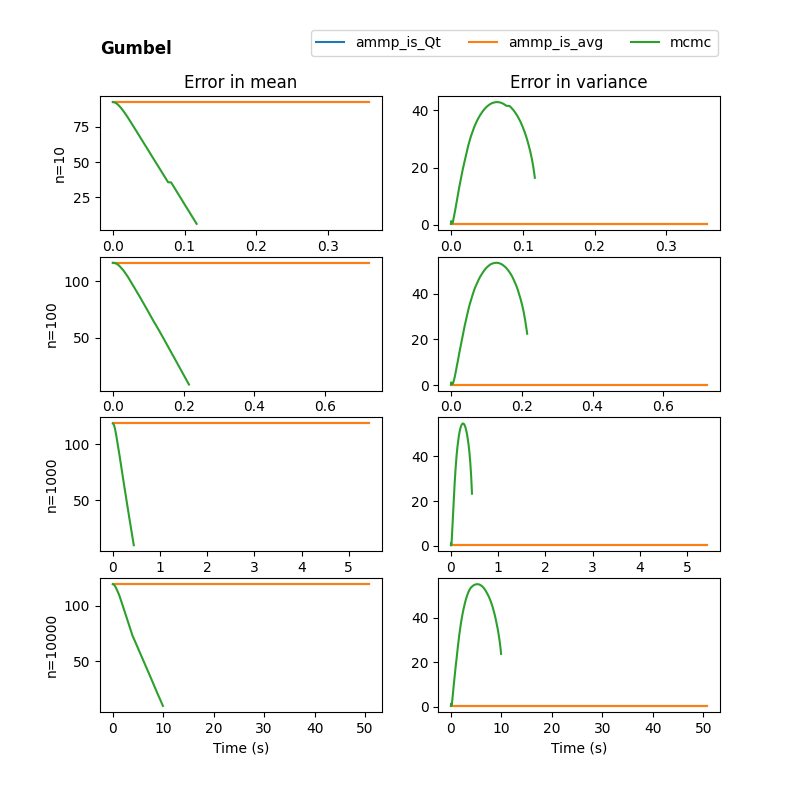 Gumbel
ammp_is_Qt ammp_is_avg mcmc
Error in mean Error in variance
n=10
75
50
25
0.0 0.1 0.2 0.3
40
20
0
0.0 0.1 0.2 0.3
n=100
100
50
0.0 0.2 0.4 0.6
40
20
0
0.0 0.2 0.4 0.6
n=1000
100
50
0 1 2 3 4 5
40
20
0
0 1 2 3 4 5
n=10000
100
50
0 10 20 30 40 50
Time (s)
40
20
0
0 10 20 30 40 50
Time (s)